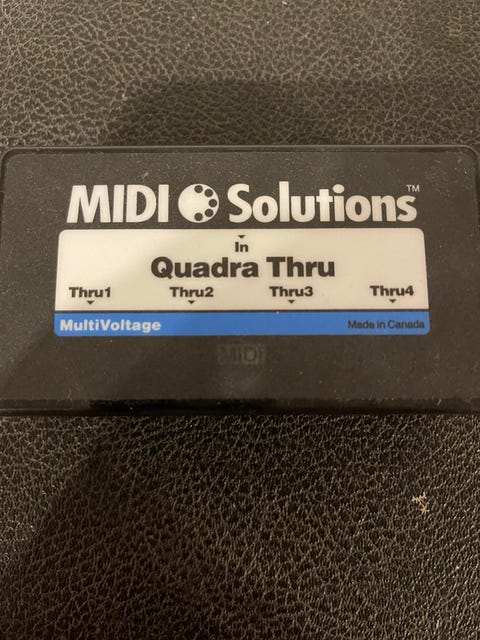 MIDI Solutions™
In
Quadra Thru
Thru1 Thru2 Thru3 Thru4
MultiVoltage Made in Canada
MIDI